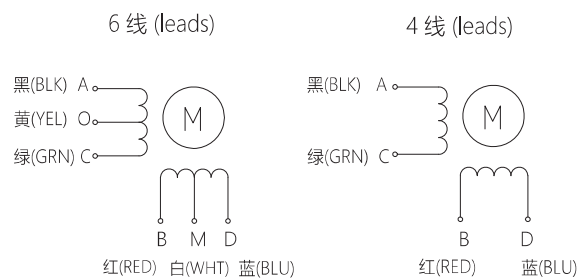 6 线 (leads)
黑(BLK) A
黄(YEL) O
绿(GRN) C
M
B M D
红(RED) 白(WHT) 蓝(BLU)
4 线 (leads)
黑(BLK) A
绿(GRN) C
M
B D
红(RED) 蓝(BLU)